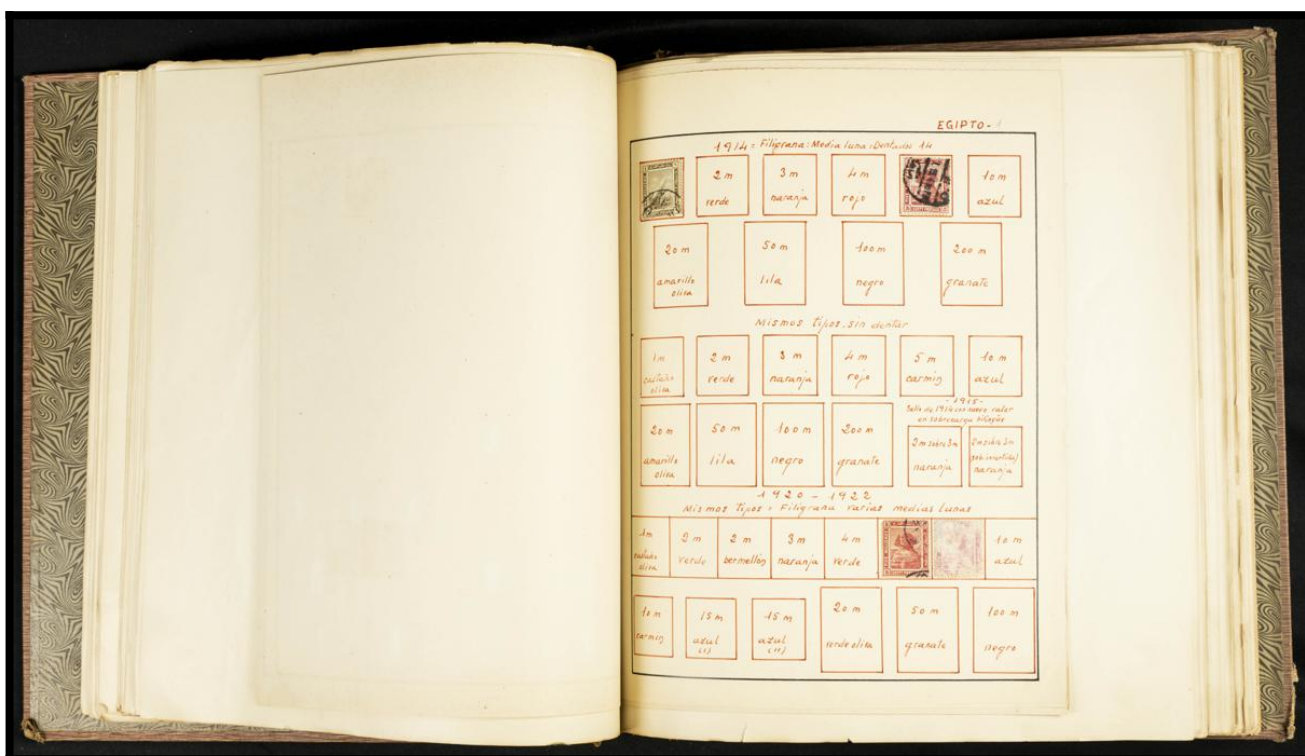 EGIPTO-
1914 = Filigrana: Media luna: Dentados 14
2 m 3 m 4 m 10 m
verde naranja rojo azul
20 m 50 m 100 m 200 m
amarillo oliva lila negro granate
Mismos tipos sin dentar
1 m 2 m 3 m 4 m 5 m 10 m
castaño oliva verde naranja rojo carmin azul
-1915-
Sello de 1914 con nuevo valor
en sobrecarga bilingüe
20 m 50 m 100 m 200 m 2 m sobre 3 m 2 m sobre 3 m
amarillo oliva lila negro granate naranja naranja
1920 - 1922
Mismos tipos: Filigrana varias medias lunas
1 m 2 m 2 m 3 m 4 m 10 m
castaño oliva verde bermellon naranja verde azul
10 m 15 m 15 m 20 m 50 m 100 m
carmin azul (I) azul (II) verde oliva granate negro